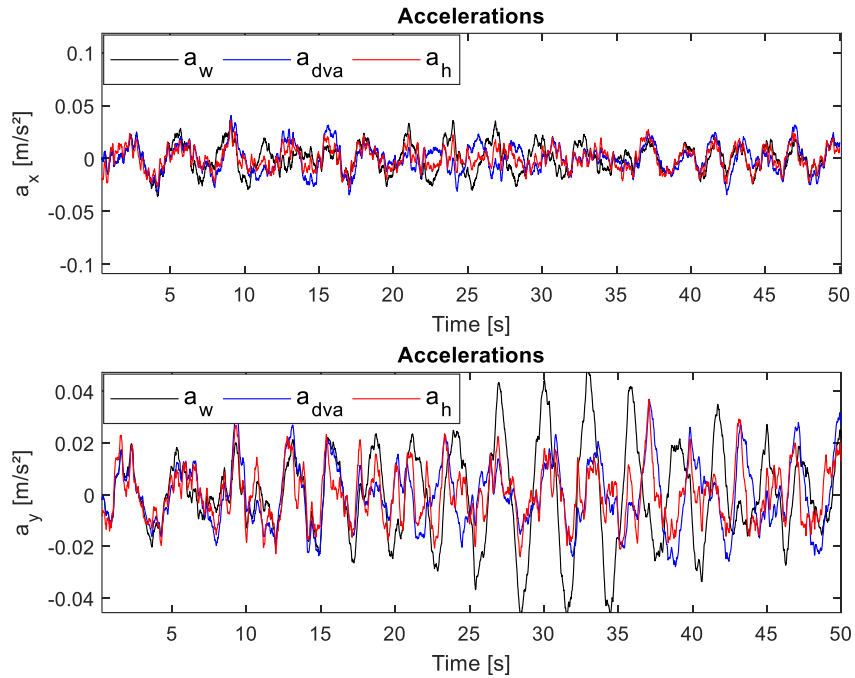 Accelerations
a_w a_dva a_h
0.1
0.05
0
-0.05
-0.1
a_x [m/s²]
5 10 15 20 25 30 35 40 45 50
Time [s]
Accelerations
a_w a_dva a_h
0.04
0.02
0
-0.02
-0.04
a_y [m/s²]
5 10 15 20 25 30 35 40 45 50
Time [s]